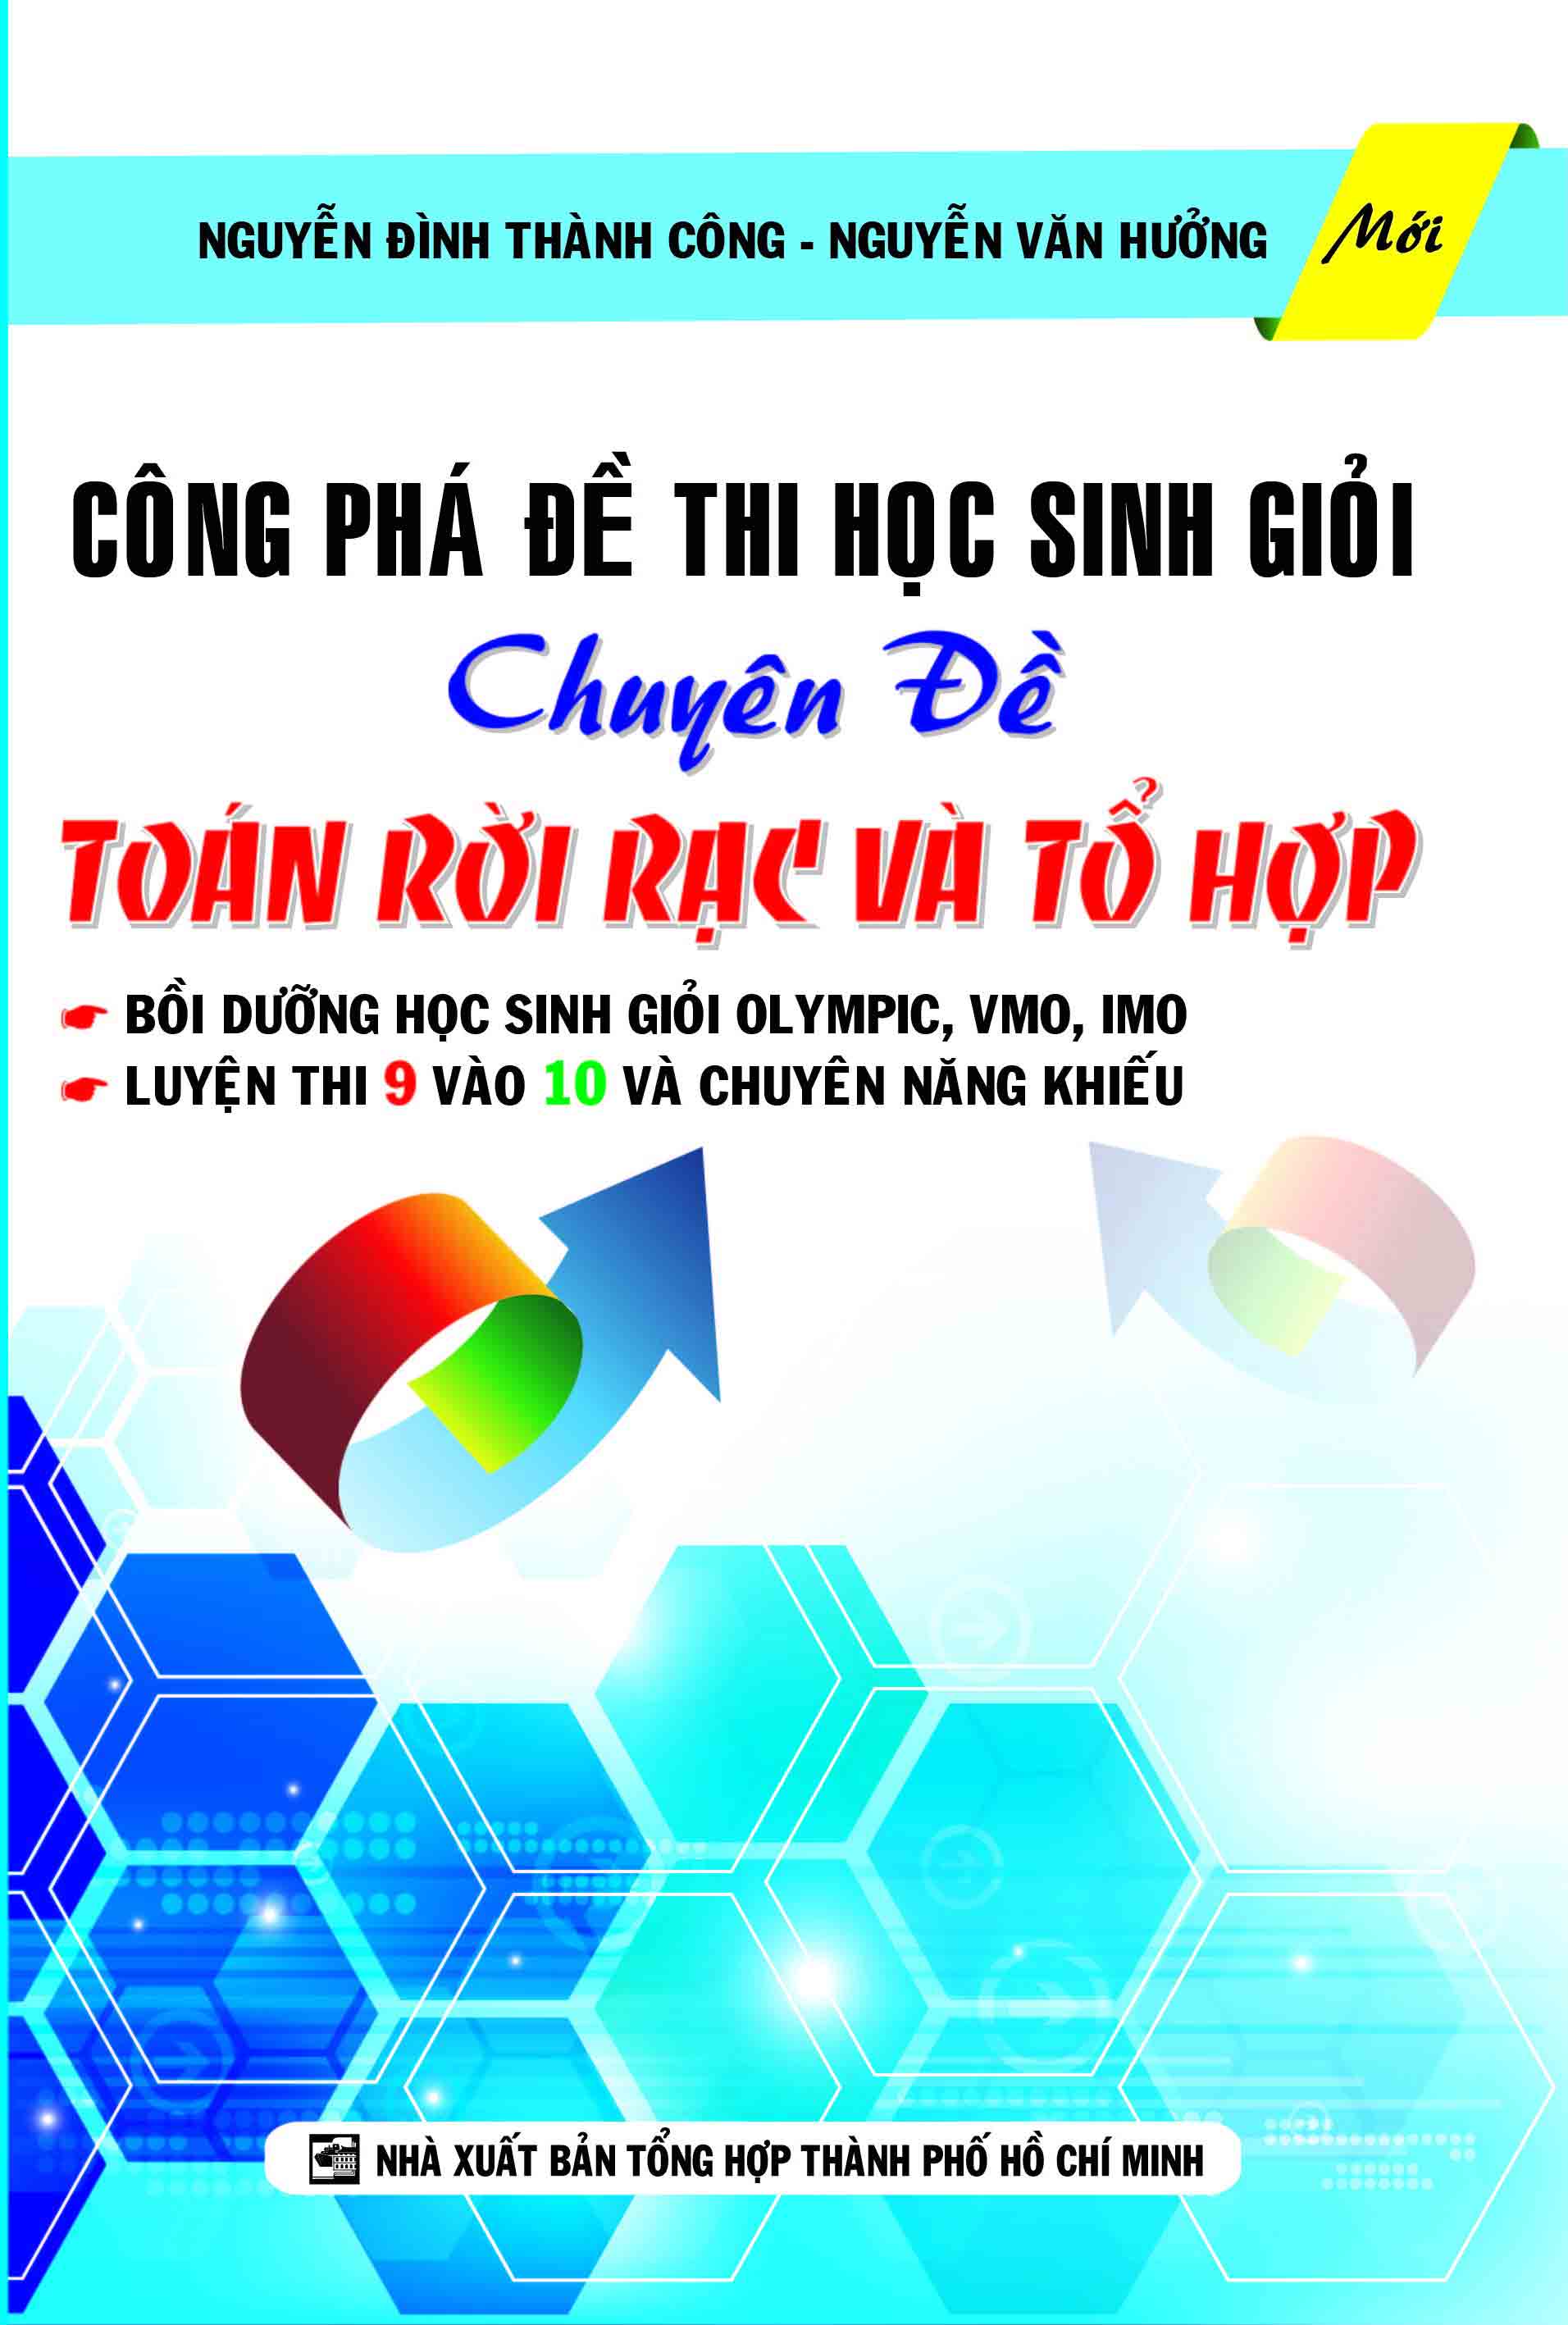 NGUYỄN ĐÌNH THÀNH CÔNG - NGUYỄN VĂN HƯỞNG
Mới
CÔNG PHÁ ĐỀ THI HỌC SINH GIỎI
Chuyên Đề
TOÁN RỜI RẠC VÀ TỔ HỢP
BỒI DƯỠNG HỌC SINH GIỎI OLYMPIC, VMO, IMO
LUYỆN THI 9 VÀO 10 VÀ CHUYÊN NĂNG KHIẾU
NHÀ XUẤT BẢN TỔNG HỢP THÀNH PHỐ HỒ CHÍ MINH